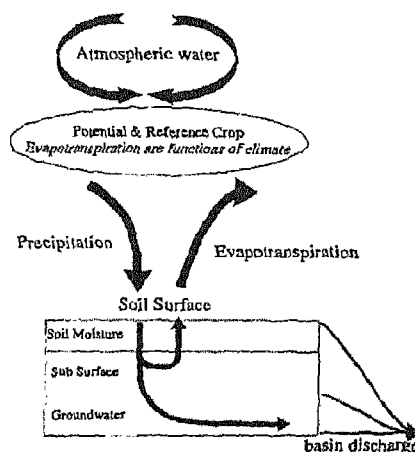 Atmospheric water
Potential & Reference Crop
Evapotranspiration are functions of climate
Precipitation
Evapotranspiration
Soil Surface
Soil Moisture
Sub Surface
Groundwater
basin discharge